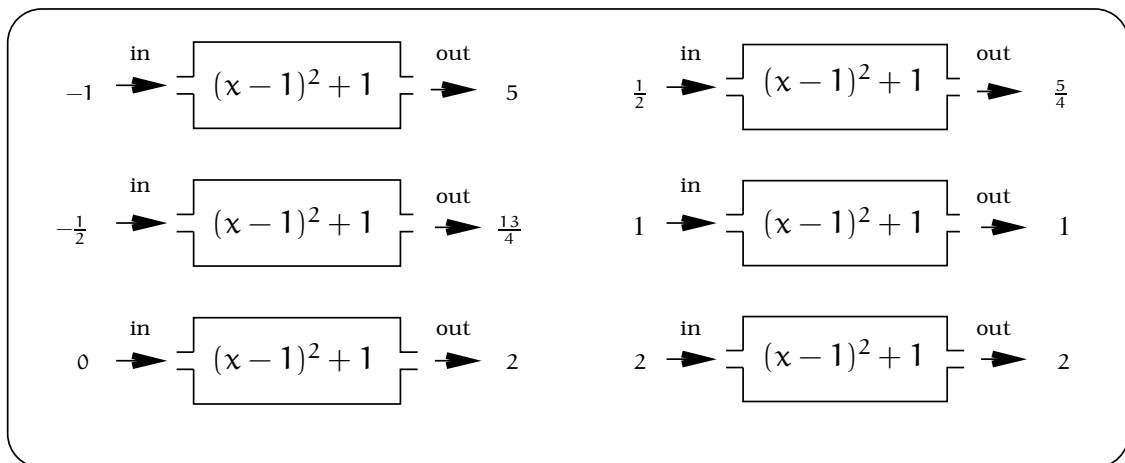 in out in out
−1 (x − 1)² + 1 5 1/2 (x − 1)² + 1 5/4
in out in out
−1/2 (x − 1)² + 1 13/4 1 (x − 1)² + 1 1
in out in out
0 (x − 1)² + 1 2 2 (x − 1)² + 1 2